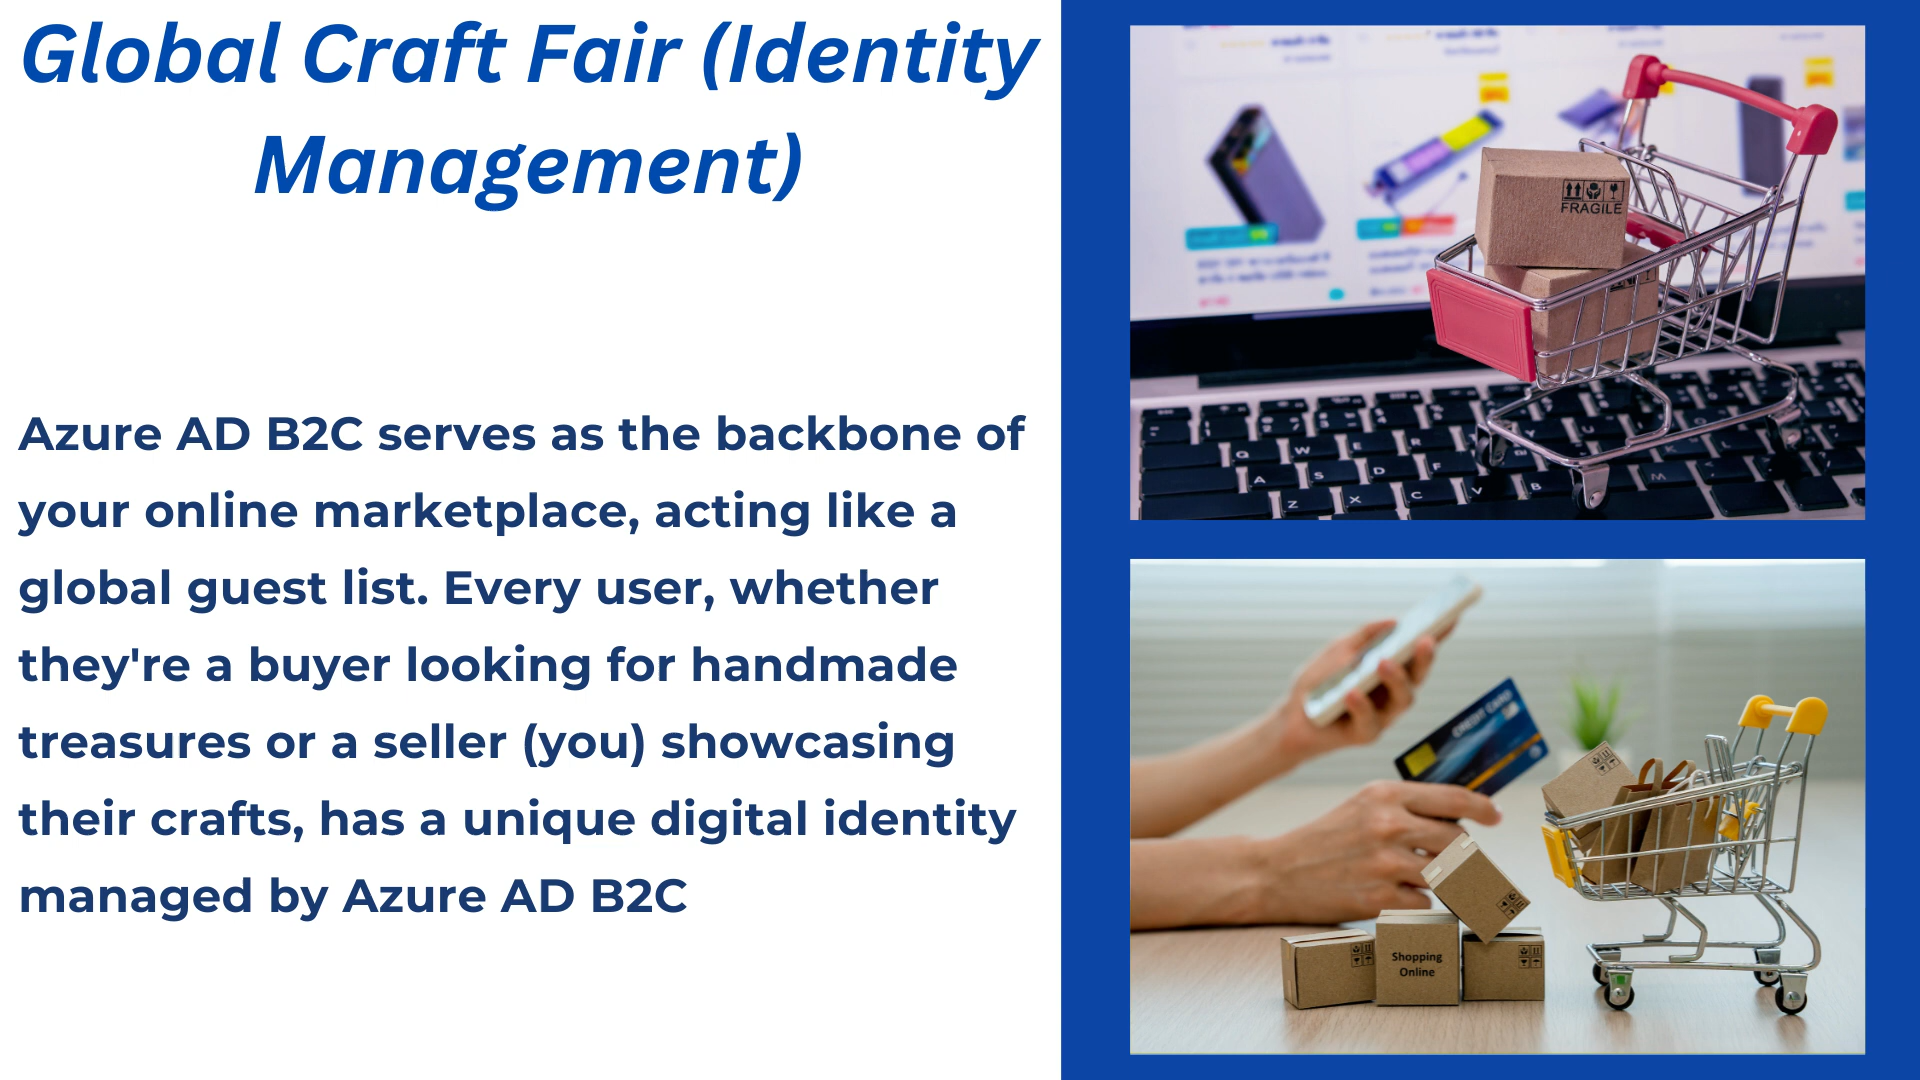 Global Craft Fair (Identity
Management)
Azure AD B2C serves as the backbone of
your online marketplace, acting like a
global guest list. Every user, whether
they're a buyer looking for handmade
treasures or a seller (you) showcasing
their crafts, has a unique digital identity
managed by Azure AD B2C
FRAGILE
Q W E R
A S D F
Z X C V B
M
CREDIT CARD
Shopping
Online